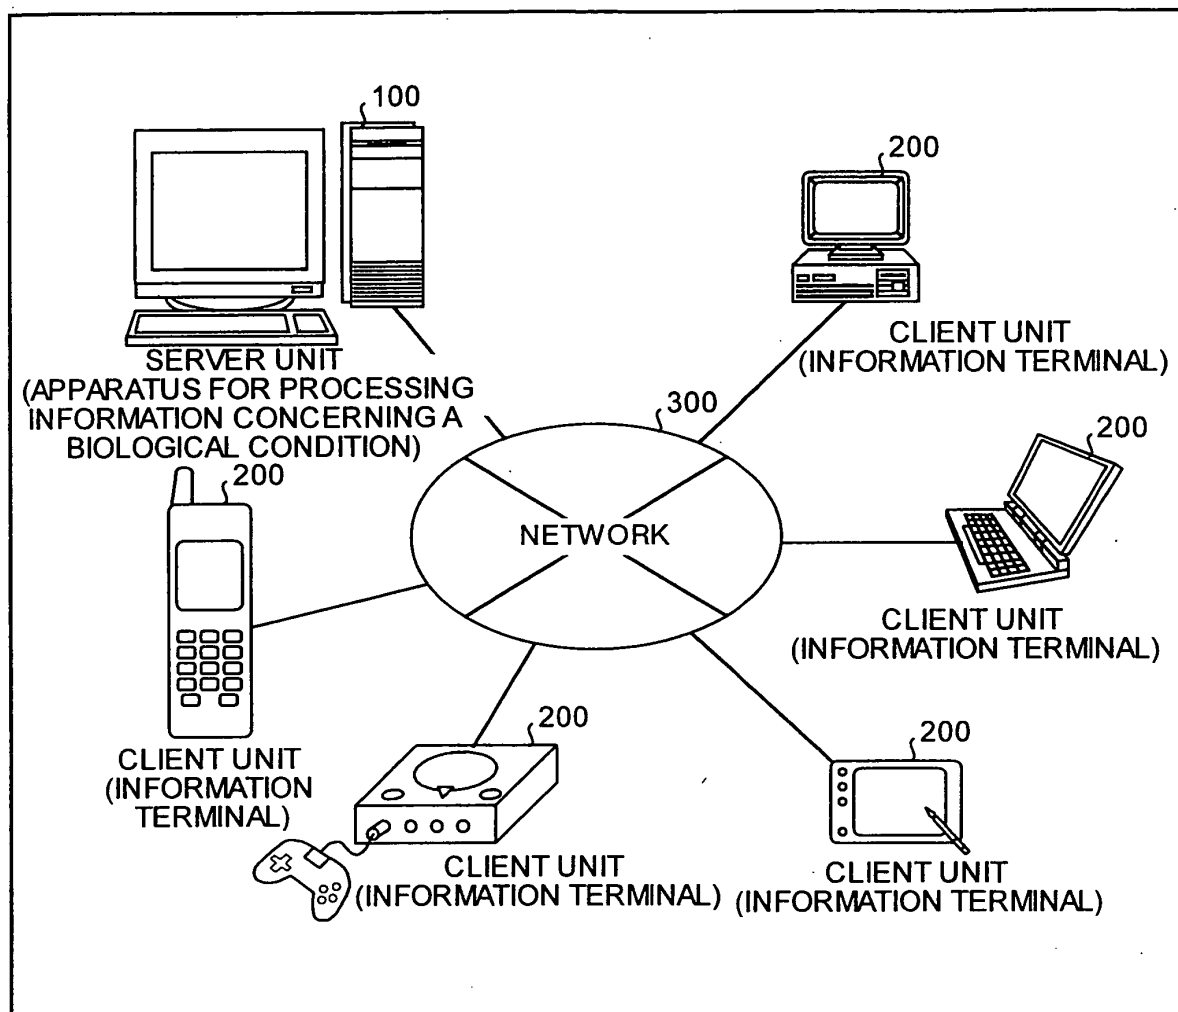 100
SERVER UNIT
(APPARATUS FOR PROCESSING
INFORMATION CONCERNING A
BIOLOGICAL CONDITION)
200
CLIENT UNIT
(INFORMATION TERMINAL)
300
NETWORK
200
CLIENT UNIT
(INFORMATION TERMINAL)
200
CLIENT UNIT
(INFORMATION
TERMINAL)
200
CLIENT UNIT
(INFORMATION TERMINAL)
200
CLIENT UNIT
(INFORMATION TERMINAL)